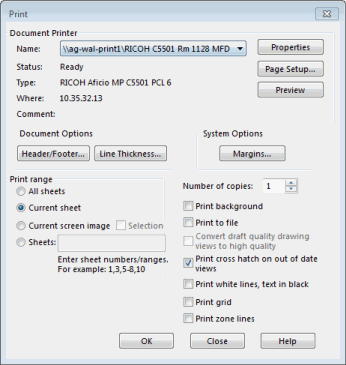 Print
Document Printer
Name: \\ag-wal-print1\RICOH C5501 Rm 1128 MFD
Properties
Status: Ready
Page Setup...
Type: RICOH Aficio MP C5501 PCL 6
Where: 10.35.32.13
Preview
Comment:
Document Options
System Options
Header/Footer... Line Thickness...
Margins...
Print range
All sheets
Current sheet
Current screen image Selection
Sheets:
Enter sheet numbers/ranges.
For example: 1,3,5-8,10
Number of copies: 1
Print background
Print to file
Convert draft quality drawing
views to high quality
Print cross hatch on out of date
views
Print white lines, text in black
Print grid
Print zone lines
OK Close Help